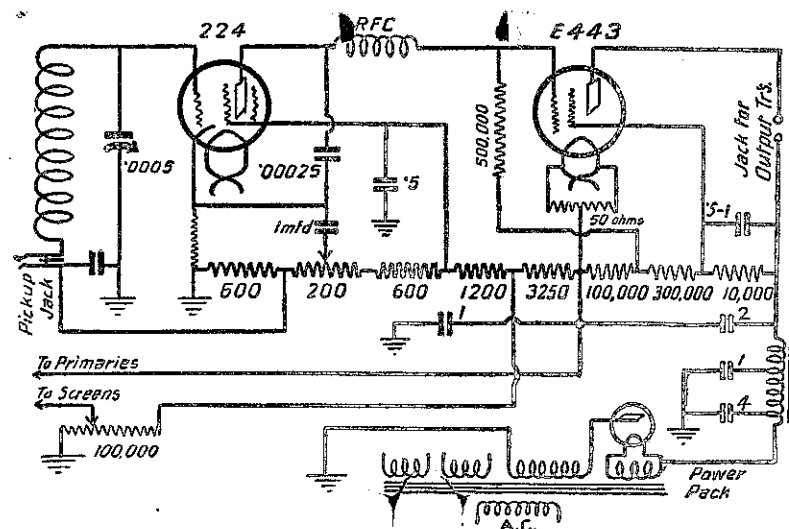 224
RFC
E443
·0005
·00025
·5
500,000
Jack for
Output Trs.
1mfd
50 ohms
·5-1
Pickup
Jack
600
200
600
1200
3250
100,000
300,000
10,000
1
2
To Primaries
1
To Screens
4
100,000
Power
Pack
A.C.